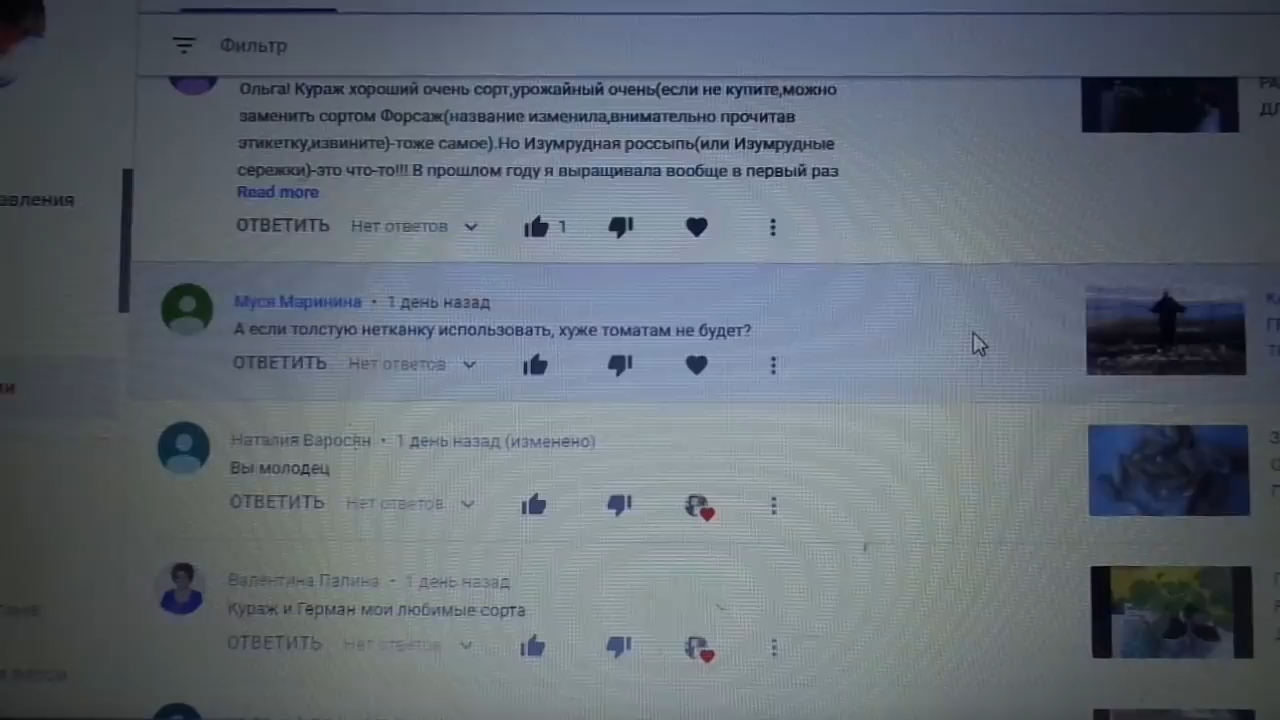 Фильтр
Ольга! Кураж хороший очень сорт,урожайный очень(если не купите,можно
заменить сортом Форсаж(название изменила,внимательно прочитав
этикетку,извините)-тоже самое).Но Изумрудная россыпь(или Изумрудные
сережки)-это что-то!!! В прошлом году я выращивала вообще в первый раз
Read more
ОТВЕТИТЬ Нет ответов 1
авления
Муся Маринина • 1 день назад
А если толстую нетканку использовать, хуже томатам не будет?
ОТВЕТИТЬ Нет ответов
Наталия Варосян • 1 день назад (изменено)
Вы молодец
ОТВЕТИТЬ Нет ответов
Валентина Палина • 1 день назад
Кураж и Герман мои любимые сорта
ОТВЕТИТЬ Нет ответов